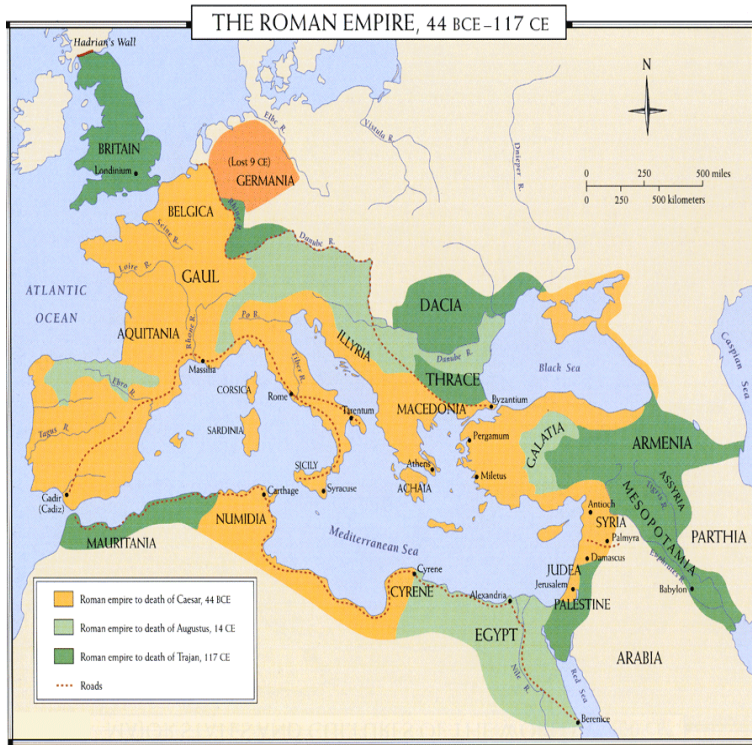 THE ROMAN EMPIRE, 44 BCE–117 CE
Hadrian's Wall
N
BRITAIN
Londinium
Elbe R.
Vistula R.
Dnieper R.
(Lost 9 CE)
GERMANIA
0 250 500 miles
0 250 500 kilometers
BELGICA
Rhine R.
Seine R.
Danube R.
Loire R.
GAUL
ATLANTIC
OCEAN
DACIA
Caspian Sea
AQUITANIA
Rhone R.
Po R.
ILLYRIA
Danube R.
Black Sea
Massilia
Ebro R.
Tiber R.
THRACE
CORSICA
Rome
Byzantium
MACEDONIA
Tarentum
Tagus R.
SARDINIA
Pergamum
GALATIA
ARMENIA
Athens
SICILY
Miletus
ASSYRIA
Gadir
(Cadiz)
Carthage
Syracuse
ACHAIA
Tigris R.
MESOPOTAMIA
Antioch
NUMIDIA
SYRIA
MAURITANIA
Mediterranean Sea
Palmyra
PARTHIA
Damascus
Euphrates R.
Cyrene
JUDEA
CYRENE
Jerusalem
Babylon
Alexandria
PALESTINE
EGYPT
ARABIA
Nile R.
Red Sea
Berenice
Roman empire to death of Caesar, 44 BCE
Roman empire to death of Augustus, 14 CE
Roman empire to death of Trajan, 117 CE
Roads